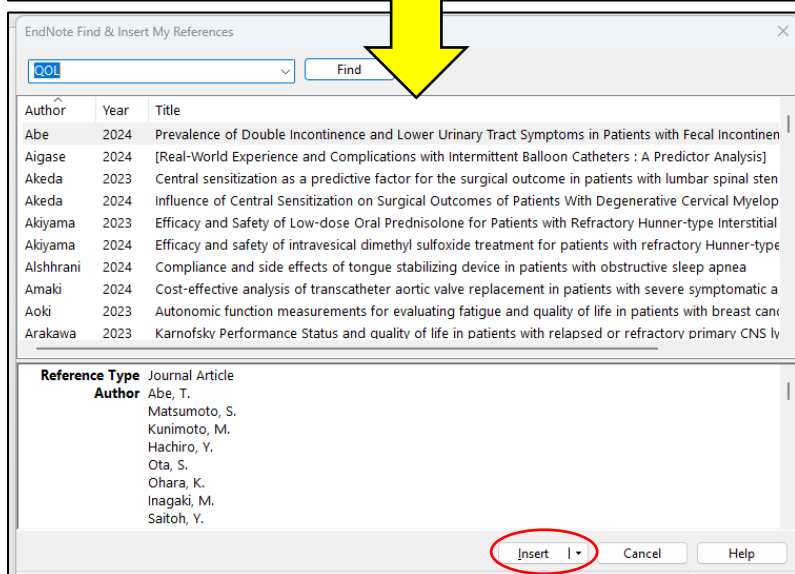 EndNote Find & Insert My References
QOL Find
Author Year Title
Abe 2024 Prevalence of Double Incontinence and Lower Urinary Tract Symptoms in Patients with Fecal Incontinen
Aigase 2024 [Real-World Experience and Complications with Intermittent Balloon Catheters : A Predictor Analysis]
Akeda 2023 Central sensitization as a predictive factor for the surgical outcome in patients with lumbar spinal sten
Akeda 2024 Influence of Central Sensitization on Surgical Outcomes of Patients With Degenerative Cervical Myelop
Akiyama 2023 Efficacy and Safety of Low-dose Oral Prednisolone for Patients with Refractory Hunner-type Interstitial
Akiyama 2024 Efficacy and safety of intravesical dimethyl sulfoxide treatment for patients with refractory Hunner-type
Alshhrani 2024 Compliance and side effects of tongue stabilizing device in patients with obstructive sleep apnea
Amaki 2024 Cost-effective analysis of transcatheter aortic valve replacement in patients with severe symptomatic a
Aoki 2023 Autonomic function measurements for evaluating fatigue and quality of life in patients with breast canc
Arakawa 2023 Karnofsky Performance Status and quality of life in patients with relapsed or refractory primary CNS ly
Reference Type Journal Article
Author Abe, T.
Matsumoto, S.
Kunimoto, M.
Hachiro, Y.
Ota, S.
Ohara, K.
Inagaki, M.
Saitoh, Y.
Insert Cancel Help